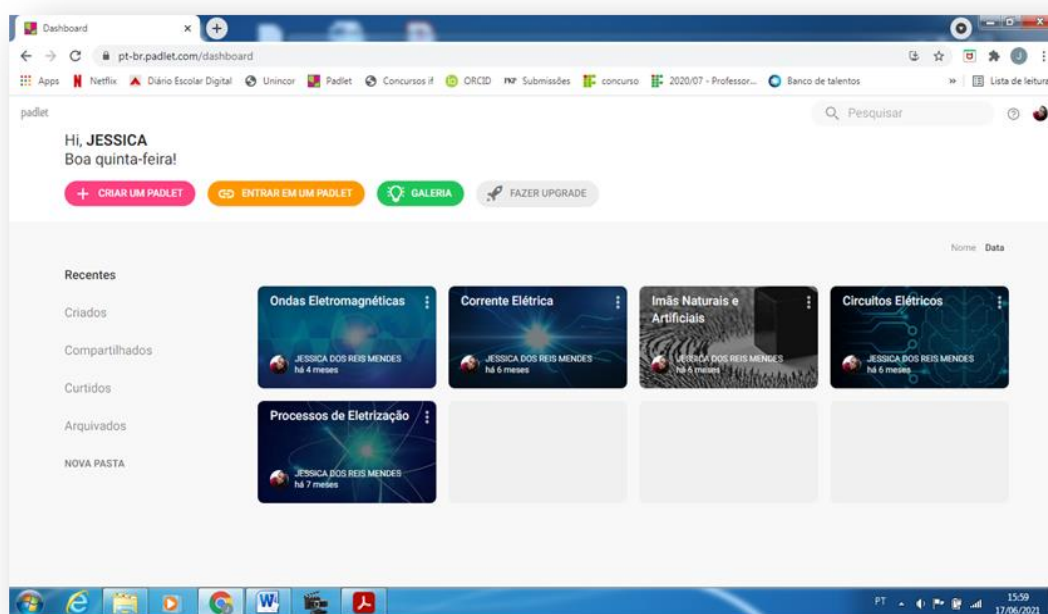 Dashboard
pt-br.padlet.com/dashboard
Apps Netflix Diário Escolar Digital Unincor Padlet Concursos if ORCID Submissões concurso 2020/07 - Professor... Banco de talentos » Lista de leitura
padlet
Pesquisar
Hi, JESSICA
Boa quinta-feira!
CRIAR UM PADLET ENTRAR EM UM PADLET GALERIA FAZER UPGRADE
Nome Data
Recentes
Criados
Compartilhados
Curtidos
Arquivados
NOVA PASTA
Ondas Eletromagnéticas
JESSICA DOS REIS MENDES
há 4 meses
Corrente Elétrica
JESSICA DOS REIS MENDES
há 6 meses
Imãs Naturais e
Artificiais
JESSICA DOS REIS MENDES
há 6 meses
Circuitos Elétricos
JESSICA DOS REIS MENDES
há 6 meses
Processos de Eletrização
JESSICA DOS REIS MENDES
há 7 meses
PT
15:59
17/06/2021